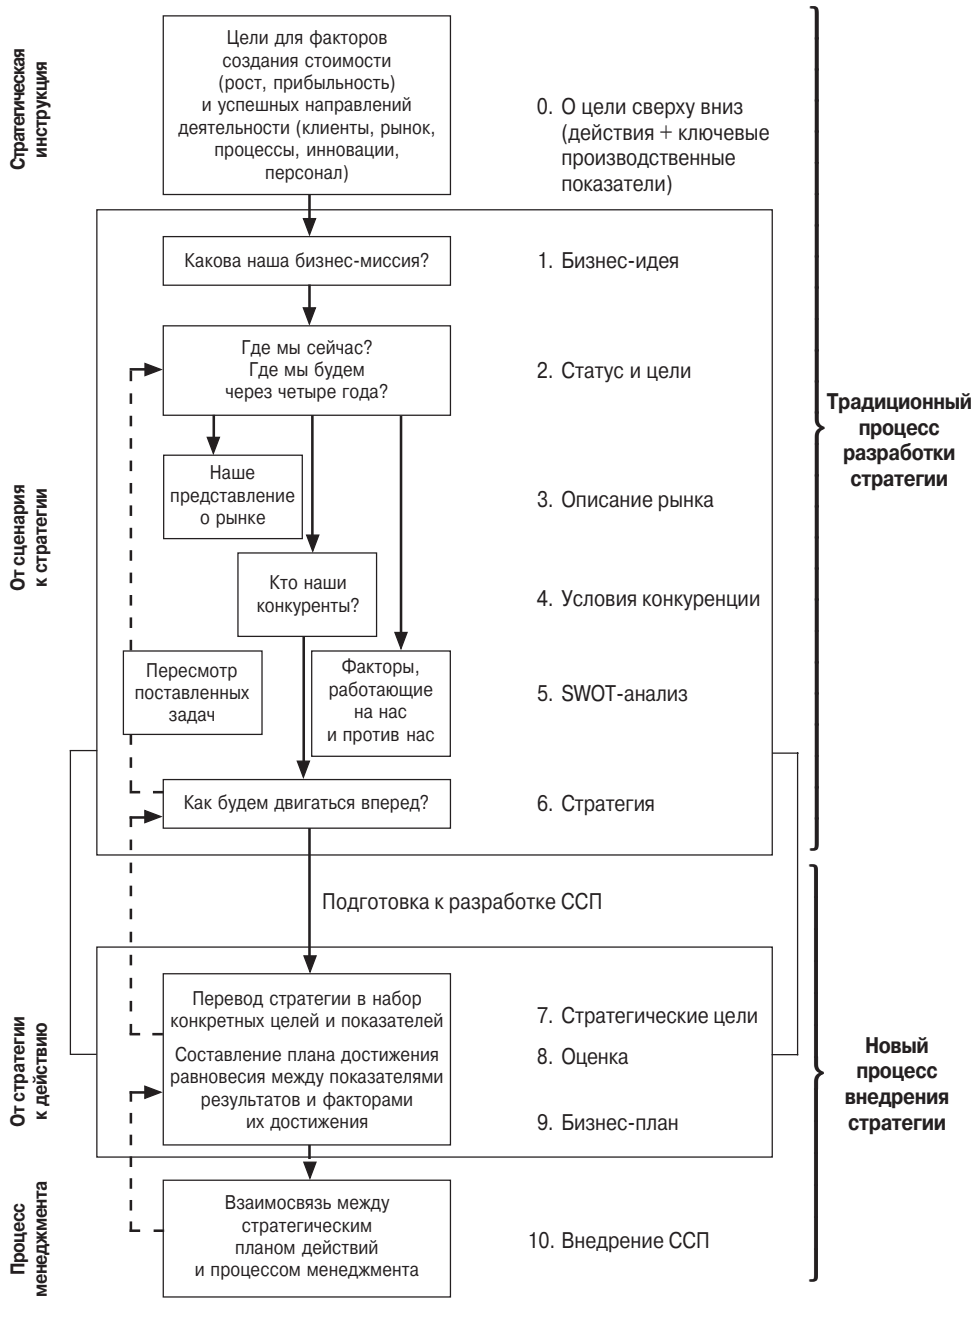 Стратегическая
инструкция
Цели для факторов
создания стоимости
(рост, прибыльность)
и успешных направлений
деятельности (клиенты, рынок,
процессы, инновации,
персонал)
0. О цели сверху вниз
(действия + ключевые
производственные
показатели)
Какова наша бизнес-миссия?
1. Бизнес-идея
Где мы сейчас?
Где мы будем
через четыре года?
2. Статус и цели
Традиционный
процесс
разработки
стратегии
От сценария
к стратегии
Наше
представление
о рынке
3. Описание рынка
Кто наши
конкуренты?
4. Условия конкуренции
Пересмотр
поставленных
задач
Факторы,
работающие
на нас
и против нас
5. SWOT-анализ
Как будем двигаться вперед?
6. Стратегия
Подготовка к разработке ССП
От стратегии
к действию
Перевод стратегии в набор
конкретных целей и показателей
Составление плана достижения
равновесия между показателями
результатов и факторами
их достижения
7. Стратегические цели
8. Оценка
9. Бизнес-план
Новый
процесс
внедрения
стратегии
Процесс
менеджмента
Взаимосвязь между
стратегическим
планом действий
и процессом менеджмента
10. Внедрение ССП